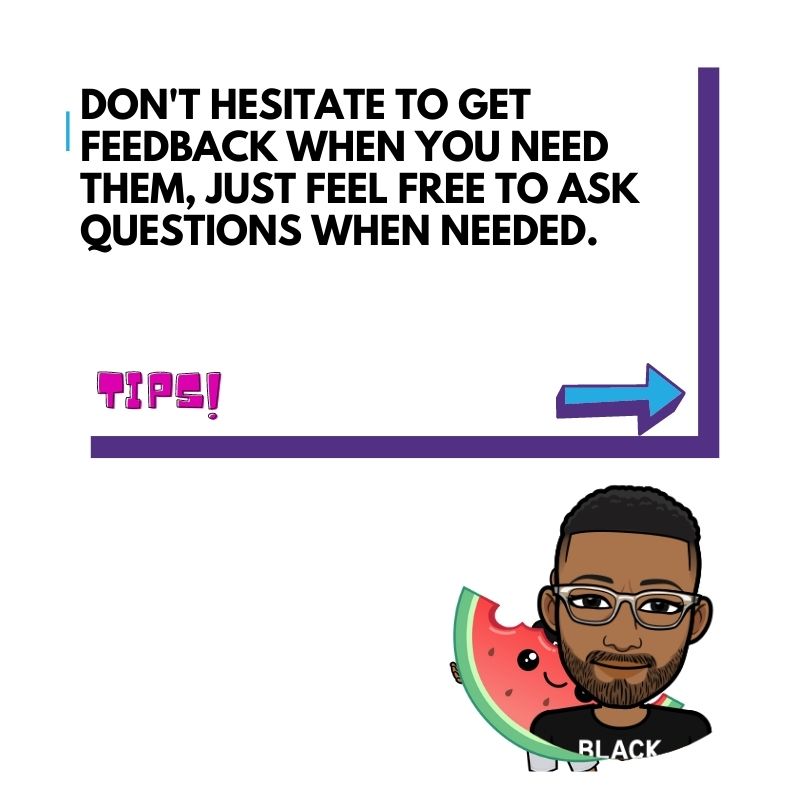 DON'T HESITATE TO GET
FEEDBACK WHEN YOU NEED
THEM, JUST FEEL FREE TO ASK
QUESTIONS WHEN NEEDED.
TIPS!
BLACK